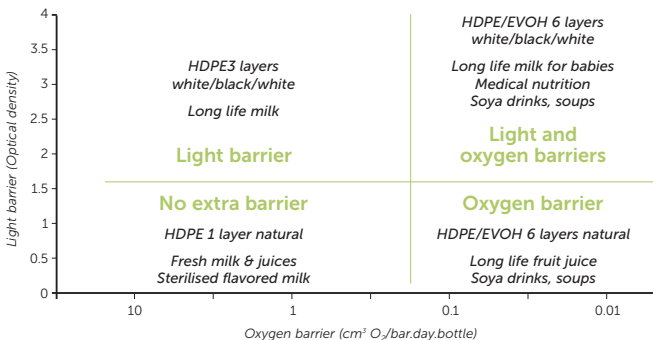 4
3.5
3
2.5
2
1.5
1
0.5
0
Light barrier (Optical density)
HDPE3 layers
white/black/white
Long life milk
Light barrier
HDPE/EVOH 6 layers
white/black/white
Long life milk for babies
Medical nutrition
Soya drinks, soups
Light and
oxygen barriers
No extra barrier
HDPE 1 layer natural
Fresh milk & juices
Sterilised flavored milk
Oxygen barrier
HDPE/EVOH 6 layers natural
Long life fruit juice
Soya drinks, soups
10
1
0.1
0.01
Oxygen barrier (cm³ O₂/bar.day.bottle)